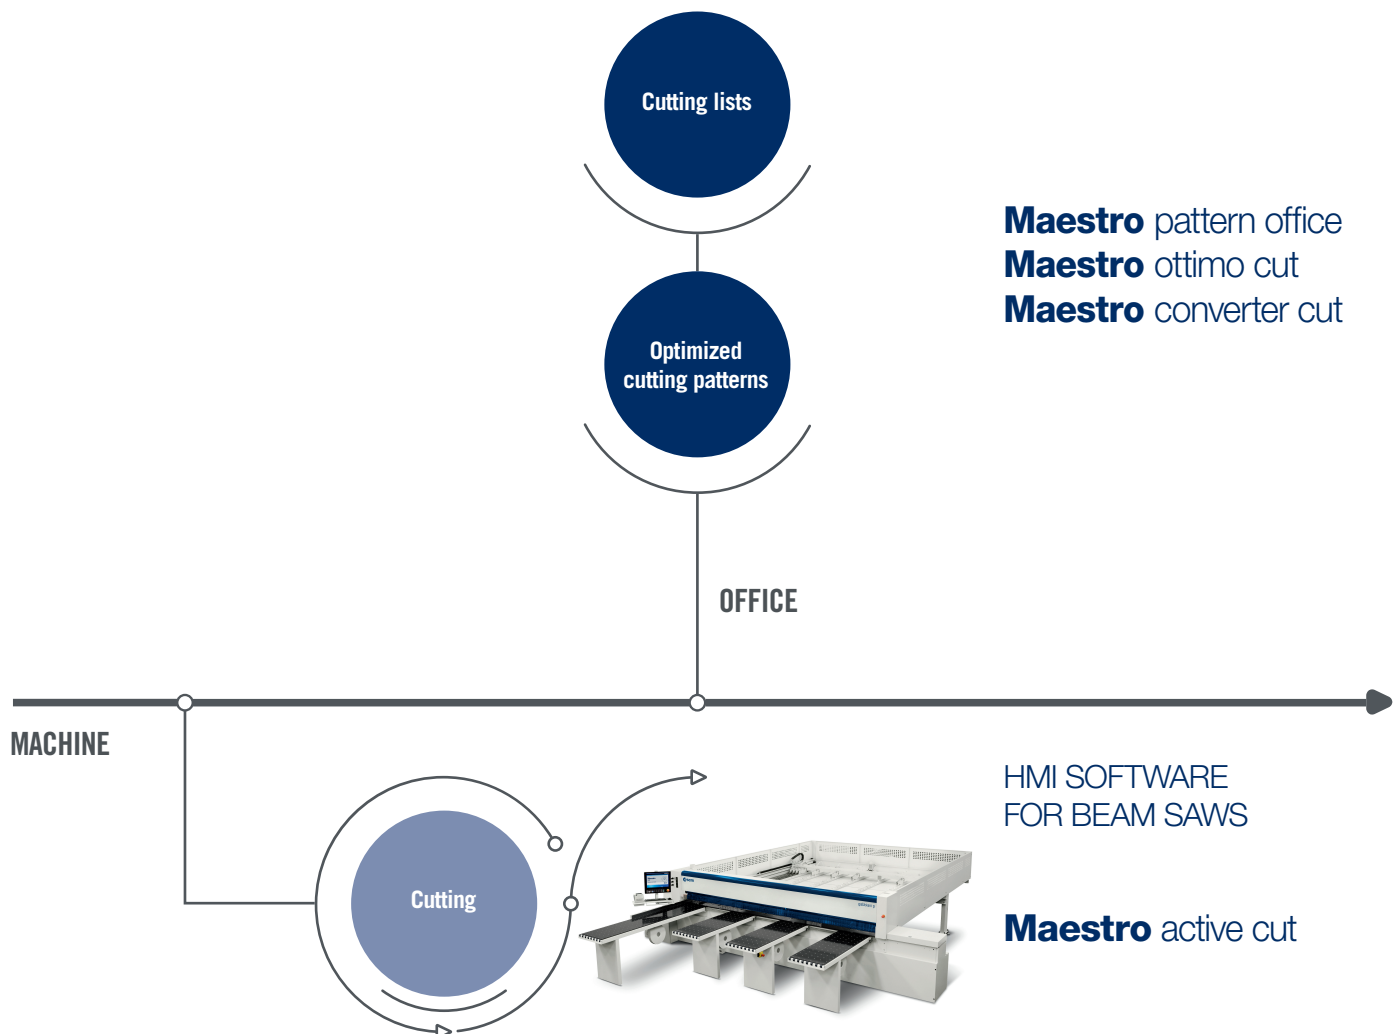 Cutting lists
Maestro pattern office
Maestro ottimo cut
Maestro converter cut
Optimized
cutting patterns
OFFICE
MACHINE
HMI SOFTWARE
FOR BEAM SAWS
Cutting
Maestro active cut